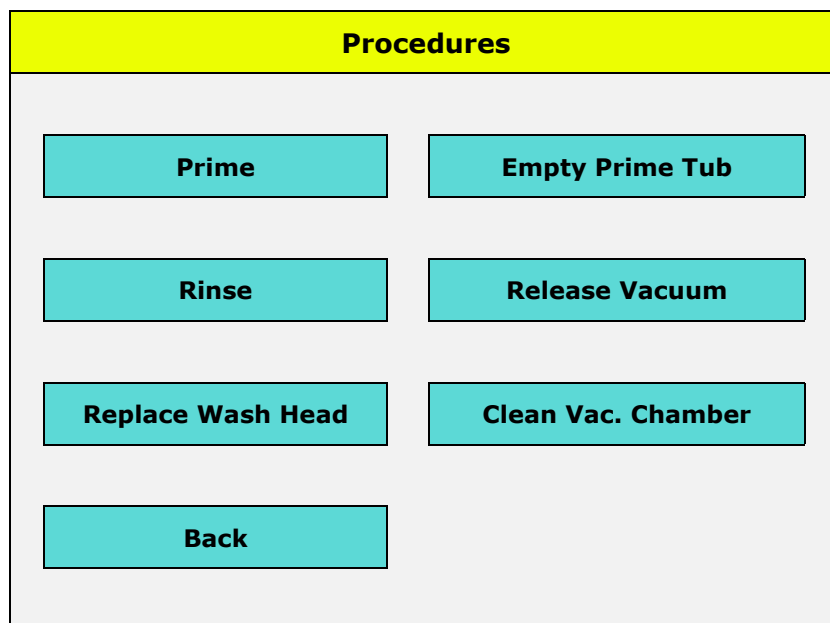 Procedures
Prime
Empty Prime Tub
Rinse
Release Vacuum
Replace Wash Head
Clean Vac. Chamber
Back